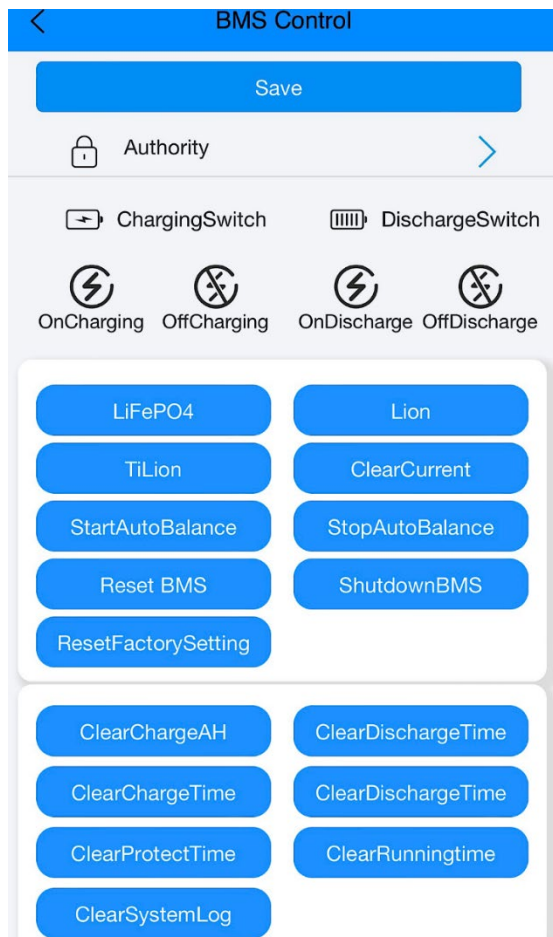 BMS Control
Save
Authority
ChargingSwitch DischargeSwitch
OnCharging OffCharging OnDischarge OffDischarge
LiFePO4 Lion
TiLion ClearCurrent
StartAutoBalance StopAutoBalance
Reset BMS ShutdownBMS
ResetFactorySetting
ClearChargeAH ClearDischargeTime
ClearChargeTime ClearDischargeTime
ClearProtectTime ClearRunningtime
ClearSystemLog